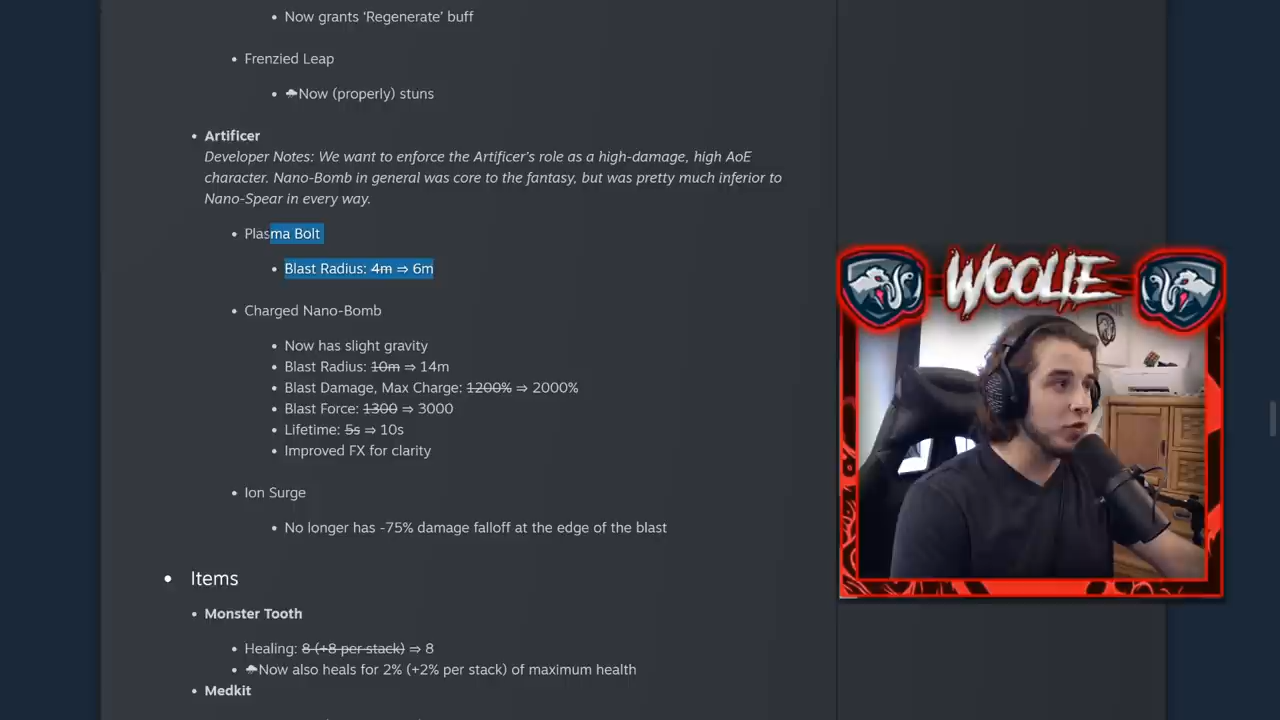 • Now grants 'Regenerate' buff
• Frenzied Leap
• Now (properly) stuns
• Artificer
Developer Notes: We want to enforce the Artificer's role as a high-damage, high AoE
character. Nano-Bomb in general was core to the fantasy, but was pretty much inferior to
Nano-Spear in every way.
• Plasma Bolt
• Blast Radius: 4m ⇒ 6m
• Charged Nano-Bomb
• Now has slight gravity
• Blast Radius: 10m ⇒ 14m
• Blast Damage, Max Charge: 1200% ⇒ 2000%
• Blast Force: 1300 ⇒ 3000
• Lifetime: 5s ⇒ 10s
• Improved FX for clarity
• Ion Surge
• No longer has -75% damage falloff at the edge of the blast
• Items
• Monster Tooth
• Healing: 8 (+8 per stack) ⇒ 8
• Now also heals for 2% (+2% per stack) of maximum health
• Medkit
WOOLIE